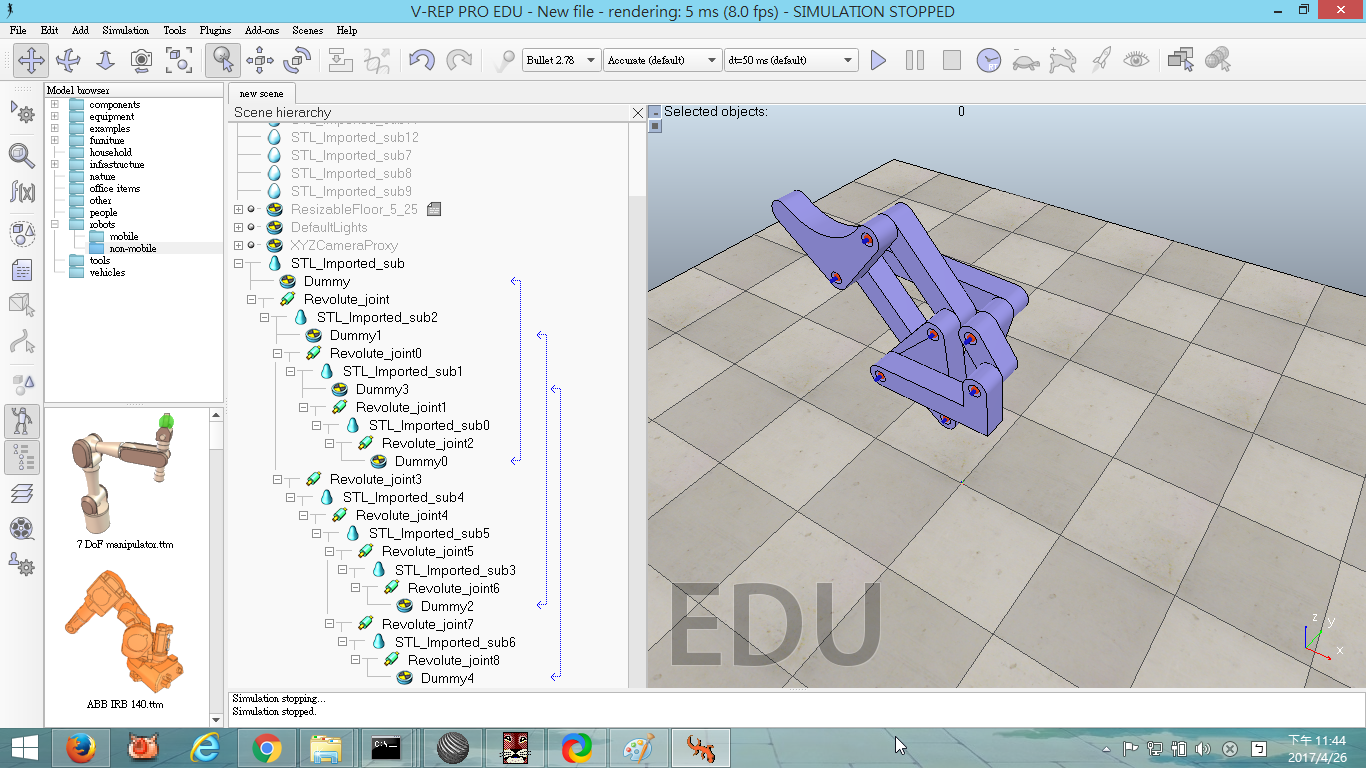 V-REP PRO EDU - New file - rendering: 5 ms (8.0 fps) - SIMULATION STOPPED
File Edit Add Simulation Tools Plugins Add-ons Scenes Help
Bullet 2.78 Accurate (default) dt=50 ms (default)
RT
f(x)
Model browser
components
equipment
examples
furniture
household
infrastructure
nature
office items
other
people
robots
mobile
non-mobile
tools
vehicles
7 DoF manipulator.ttm
ABB IRB 140.ttm
new scene
Scene hierarchy
STL_Imported_sub12
STL_Imported_sub7
STL_Imported_sub8
STL_Imported_sub9
ResizableFloor_5_25
DefaultLights
XYZCameraProxy
STL_Imported_sub
Dummy
Revolute_joint
STL_Imported_sub2
Dummy1
Revolute_joint0
STL_Imported_sub1
Dummy3
Revolute_joint1
STL_Imported_sub0
Revolute_joint2
Dummy0
Revolute_joint3
STL_Imported_sub4
Revolute_joint4
STL_Imported_sub5
Revolute_joint5
STL_Imported_sub3
Revolute_joint6
Dummy2
Revolute_joint7
STL_Imported_sub6
Revolute_joint8
Dummy4
Selected objects: 0
EDU
z y
x
Simulation stopping...
Simulation stopped.
C:\_
下午 11:44
2017/4/26